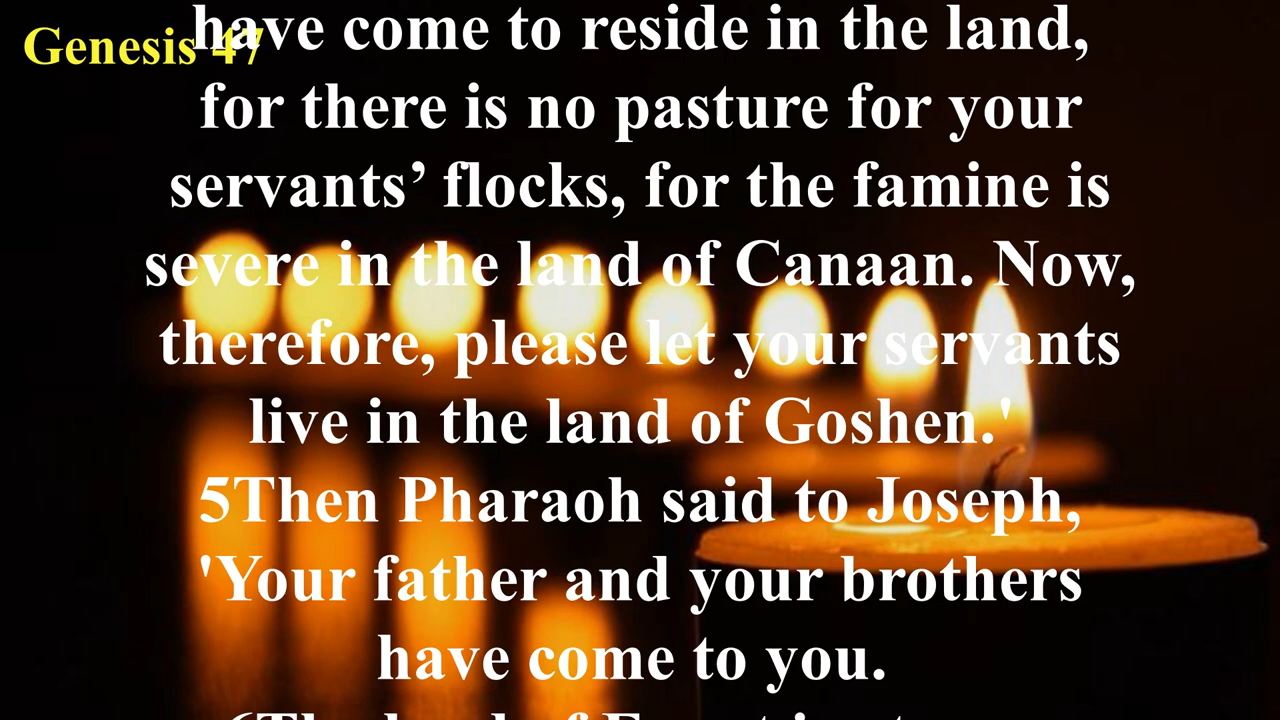 Genesis 47
have come to reside in the land,
for there is no pasture for your
servants’ flocks, for the famine is
severe in the land of Canaan. Now,
therefore, please let your servants
live in the land of Goshen.'
5Then Pharaoh said to Joseph,
'Your father and your brothers
have come to you.